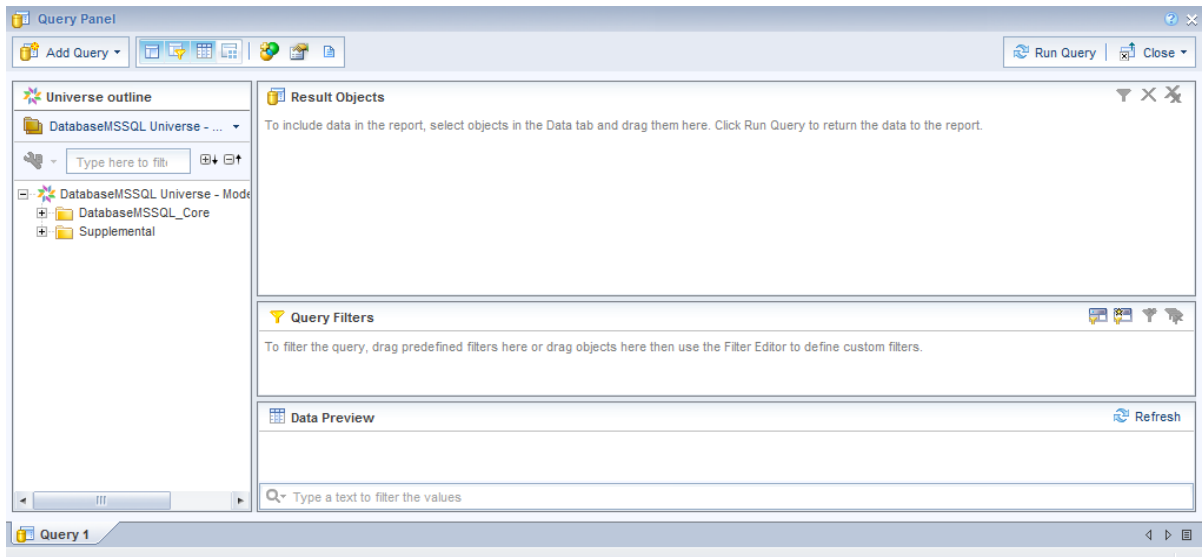 Query Panel
Add Query
Run Query
Close
Universe outline
DatabaseMSSQL Universe - ...
Type here to filt
DatabaseMSSQL Universe - Mode
DatabaseMSSQL_Core
Supplemental
Result Objects
To include data in the report, select objects in the Data tab and drag them here. Click Run Query to return the data to the report.
Query Filters
To filter the query, drag predefined filters here or drag objects here then use the Filter Editor to define custom filters.
Data Preview
Refresh
Type a text to filter the values
Query 1